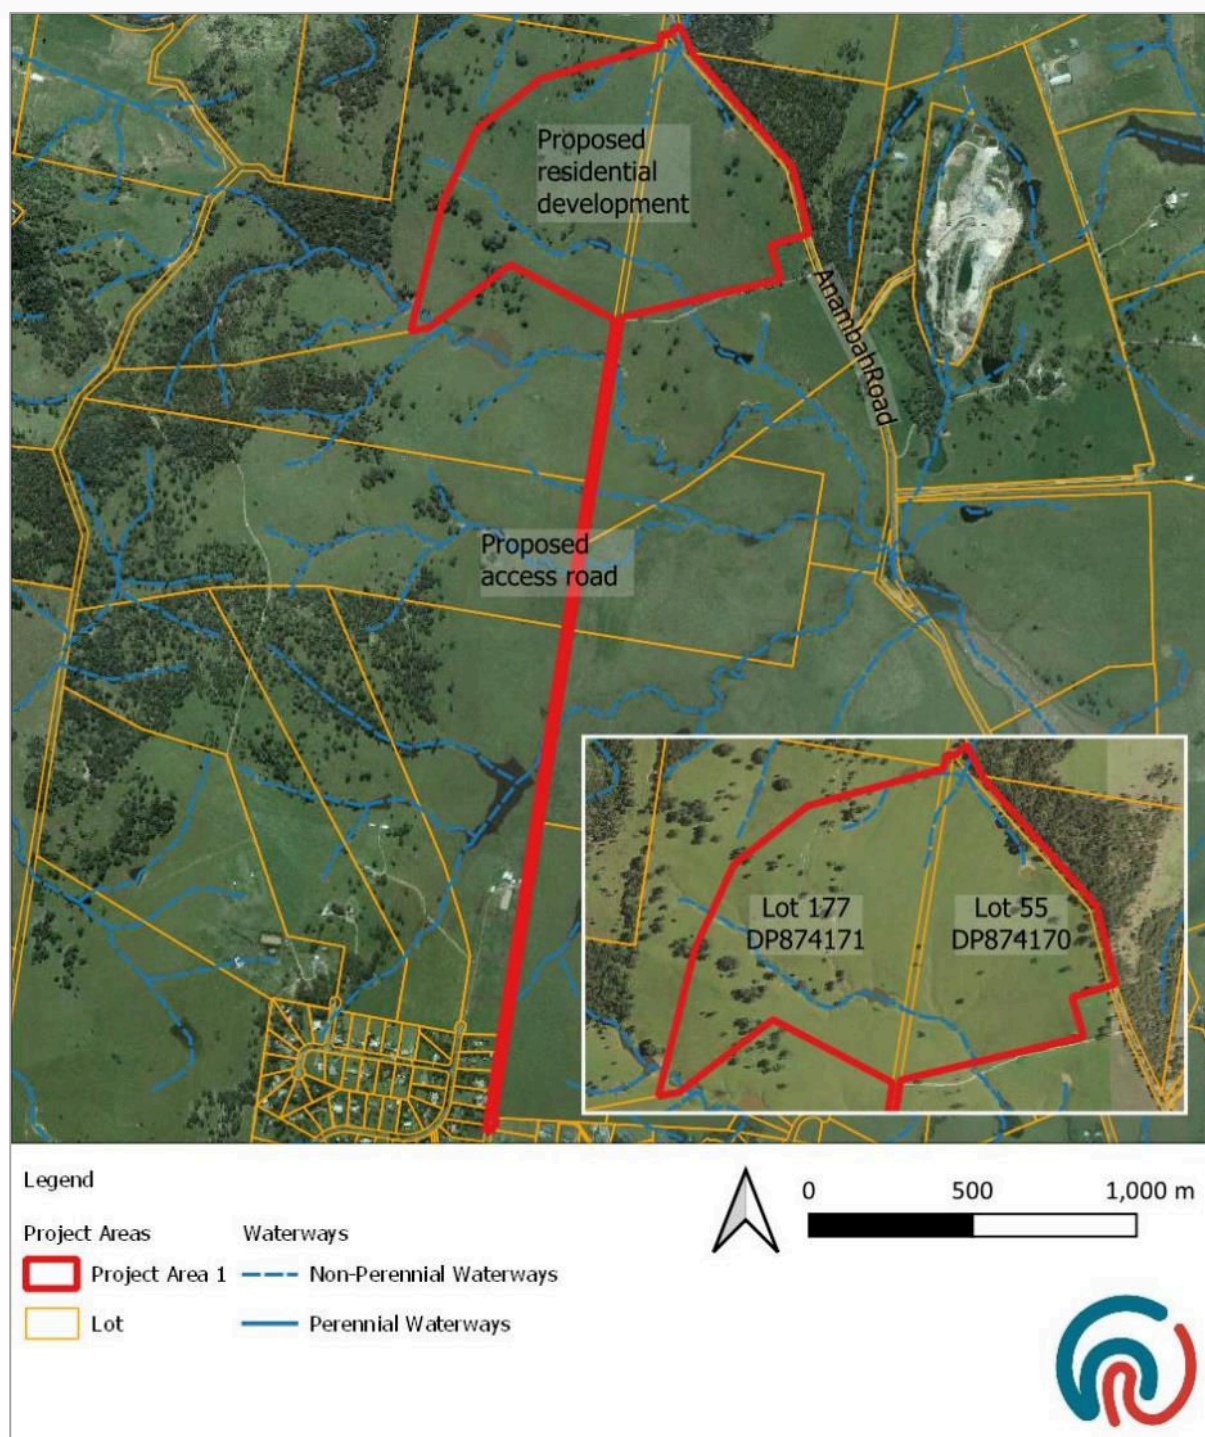 Proposed
residential
development
AnambahRoad
Proposed
access road
Lot 177
DP874171
Lot 55
DP874170
Legend
Project Areas
Project Area 1
Lot
Waterways
Non-Perennial Waterways
Perennial Waterways
0 500 1,000 m